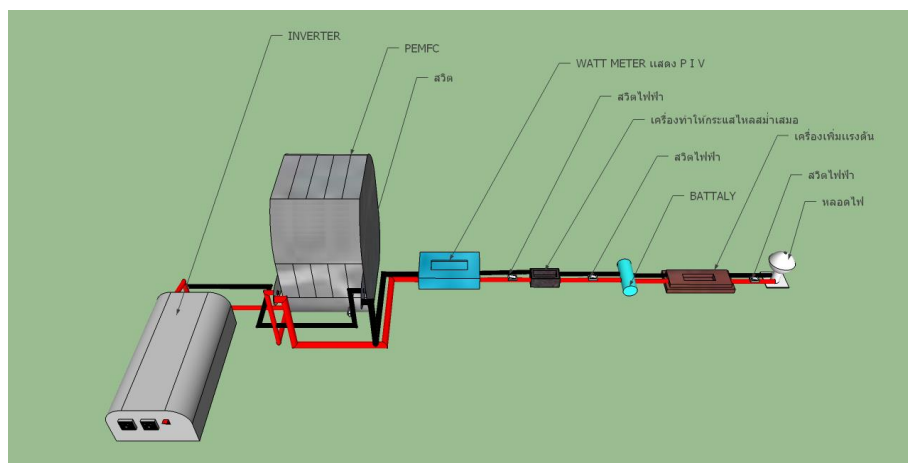 INVERTER
PEMFC
สวิต
WATT METER แสดง P I V
สวิตไฟฟ้า
เครื่องทำให้กระแสไหลสม่ำเสมอ
เครื่องเพิ่มแรงดัน
สวิตไฟฟ้า
สวิตไฟฟ้า
BATTALY
หลอดไฟ